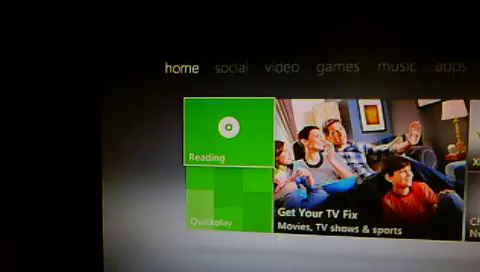 home social video games music apps
Reading
Quickplay
Get Your TV Fix
Movies, TV shows & sports